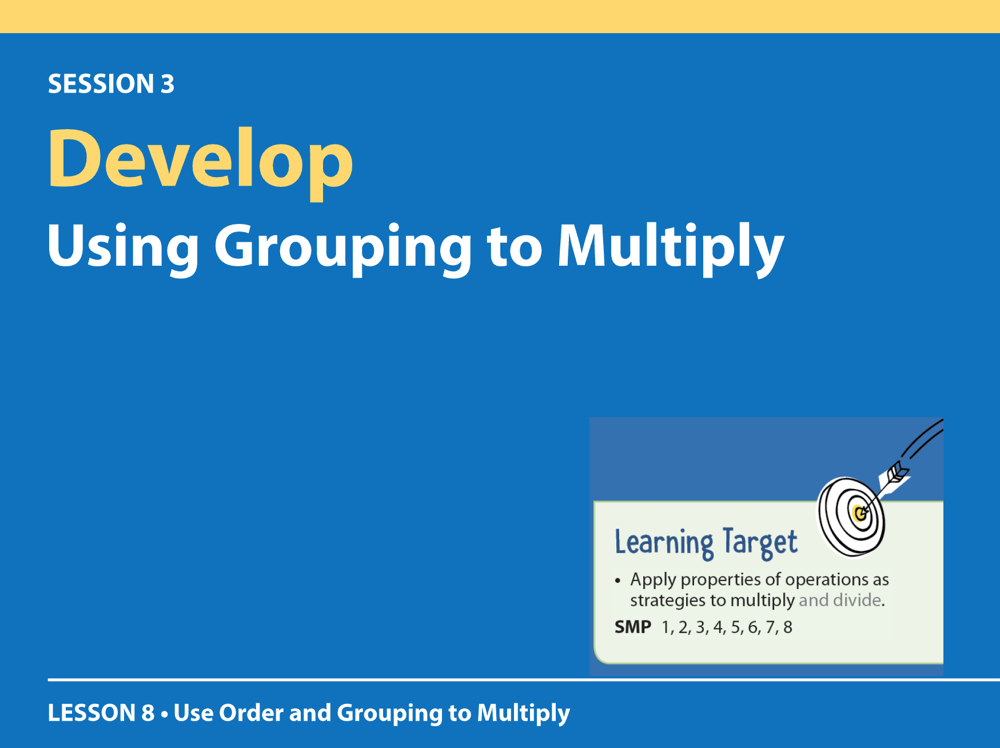 SESSION 3
Develop
Using Grouping to Multiply
Learning Target
• Apply properties of operations as
strategies to multiply and divide.
SMP 1, 2, 3, 4, 5, 6, 7, 8
LESSON 8 • Use Order and Grouping to Multiply